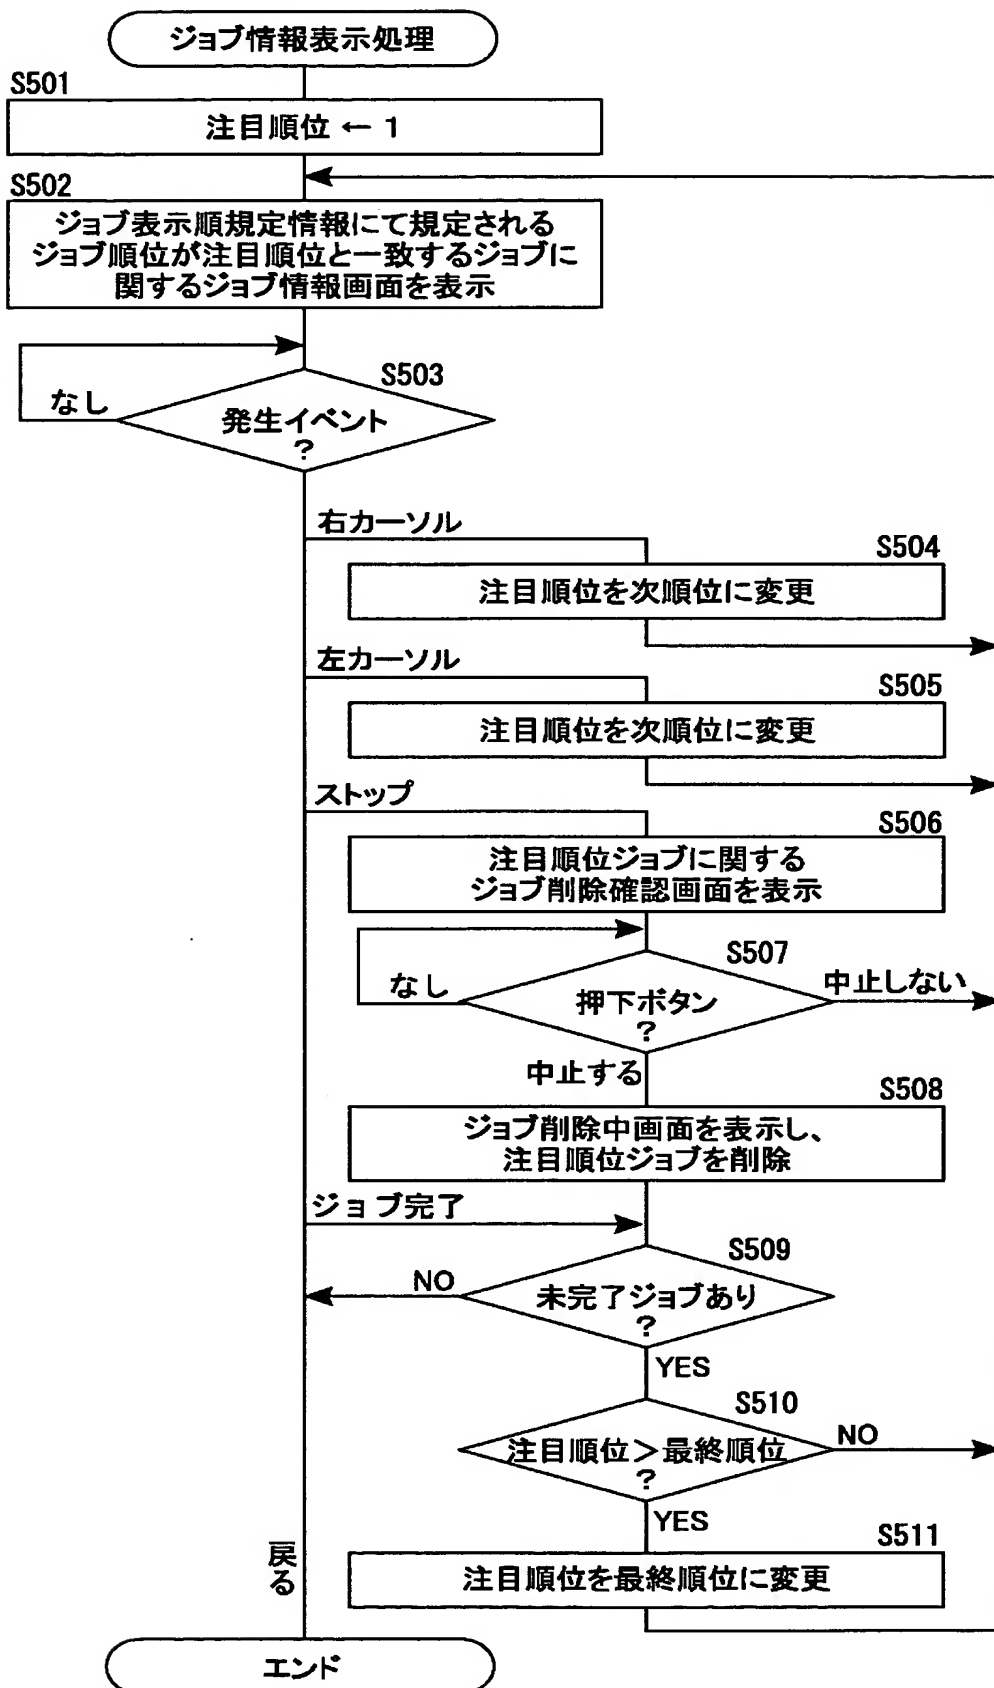 ジョブ情報表示処理
S501
注目順位 ← 1
S502
ジョブ表示順規定情報にて規定される
ジョブ順位が注目順位と一致するジョブに
関するジョブ情報画面を表示
S503
なし
発生イベント
?
右カーソル
S504
注目順位を次順位に変更
左カーソル
S505
注目順位を次順位に変更
ストップ
S506
注目順位ジョブに関する
ジョブ削除確認画面を表示
S507
なし
押下ボタン
?
中止しない
中止する
S508
ジョブ削除中画面を表示し、
注目順位ジョブを削除
ジョブ完了
S509
NO
未完了ジョブあり
?
YES
S510
注目順位＞最終順位
?
NO
YES
S511
注目順位を最終順位に変更
戻る
エンド